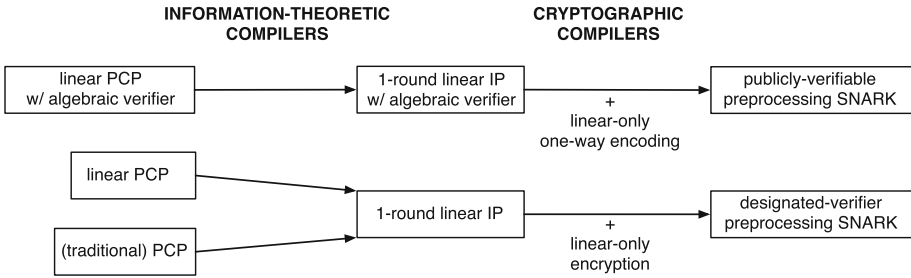 INFORMATION-THEORETIC
COMPILERS
CRYPTOGRAPHIC
COMPILERS
linear PCP
w/ algebraic verifier
1-round linear IP
w/ algebraic verifier
+
linear-only
one-way encoding
publicly-verifiable
preprocessing SNARK
linear PCP
(traditional) PCP
1-round linear IP
+
linear-only
encryption
designated-verifier
preprocessing SNARK